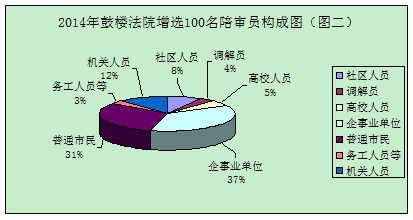 2014年鼓楼法院增选100名陪审员构成图（图二）
社区人员
8%
调解员
4%
高校人员
5%
企事业单位
37%
普通市民
31%
务工人员等
3%
机关人员
12%
社区人员
调解员
高校人员
企事业单位
普通市民
务工人员等
机关人员